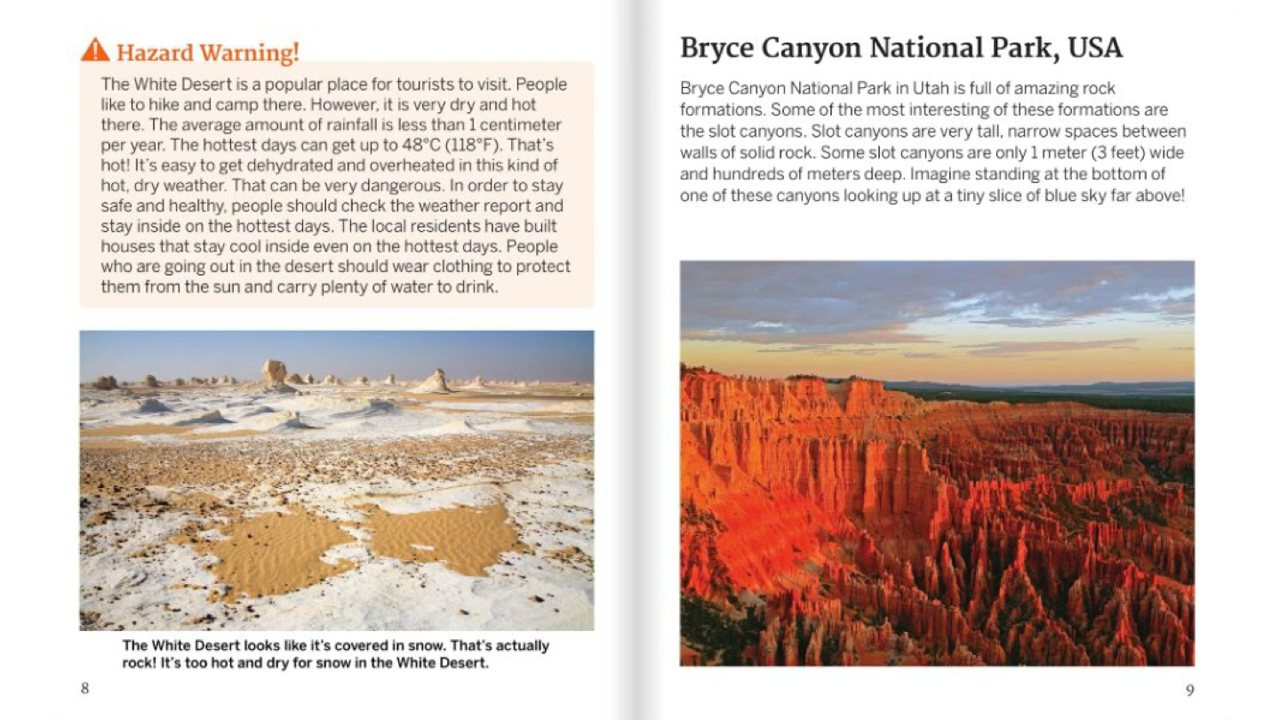 Hazard Warning!
The White Desert is a popular place for tourists to visit. People
like to hike and camp there. However, it is very dry and hot
there. The average amount of rainfall is less than 1 centimeter
per year. The hottest days can get up to 48°C (118°F). That's
hot! It's easy to get dehydrated and overheated in this kind of
hot, dry weather. That can be very dangerous. In order to stay
safe and healthy, people should check the weather report and
stay inside on the hottest days. The local residents have built
houses that stay cool inside even on the hottest days. People
who are going out in the desert should wear clothing to protect
them from the sun and carry plenty of water to drink.
The White Desert looks like it's covered in snow. That's actually
rock! It's too hot and dry for snow in the White Desert.
8
Bryce Canyon National Park, USA
Bryce Canyon National Park in Utah is full of amazing rock
formations. Some of the most interesting of these formations are
the slot canyons. Slot canyons are very tall, narrow spaces between
walls of solid rock. Some slot canyons are only 1 meter (3 feet) wide
and hundreds of meters deep. Imagine standing at the bottom of
one of these canyons looking up at a tiny slice of blue sky far above!
9